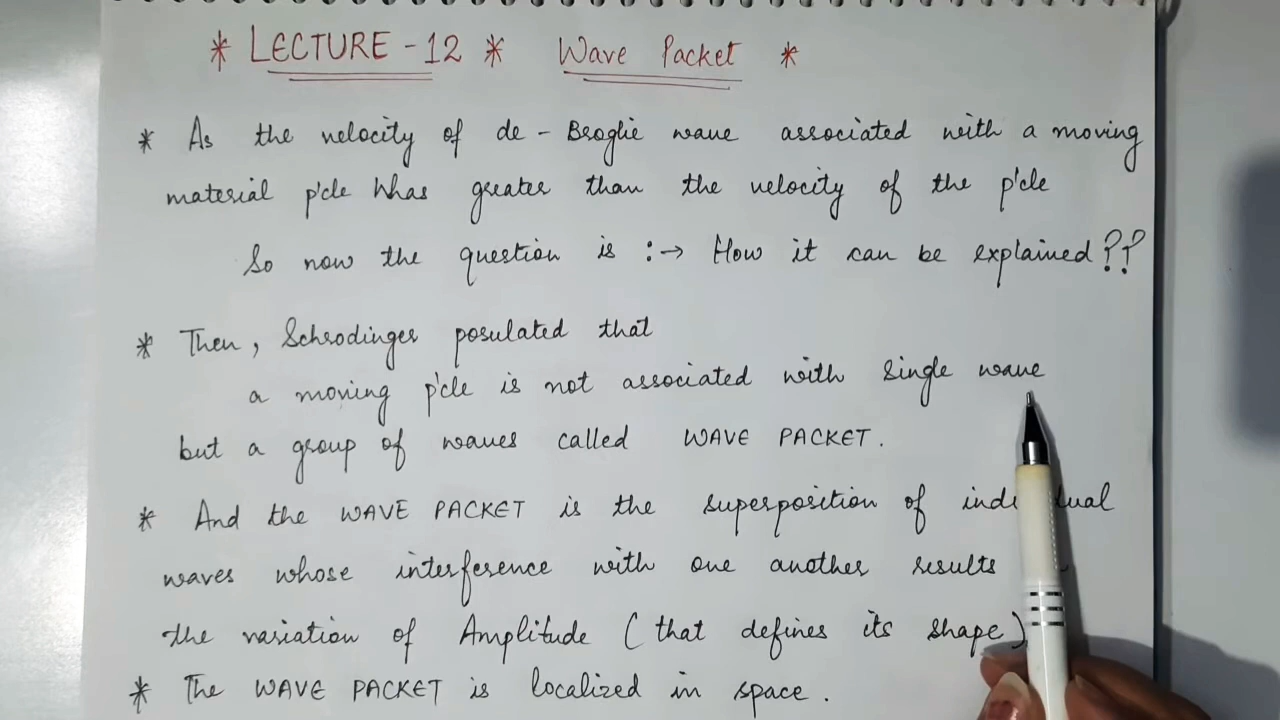 * LECTURE - 12 * Wave Packet *
* As the velocity of de - Broglie wave associated with a moving
material p'cle has greater than the velocity of the p'cle
So now the question is :→ How it can be explained ??
* Then, Schrodinger posulated that
a moving p'cle is not associated with single wave
but a group of waves called WAVE PACKET.
* And the WAVE PACKET is the superposition of
waves whose interference with one another results
the variation of Amplitude (that defines its shape)
* The WAVE PACKET is localized in space.